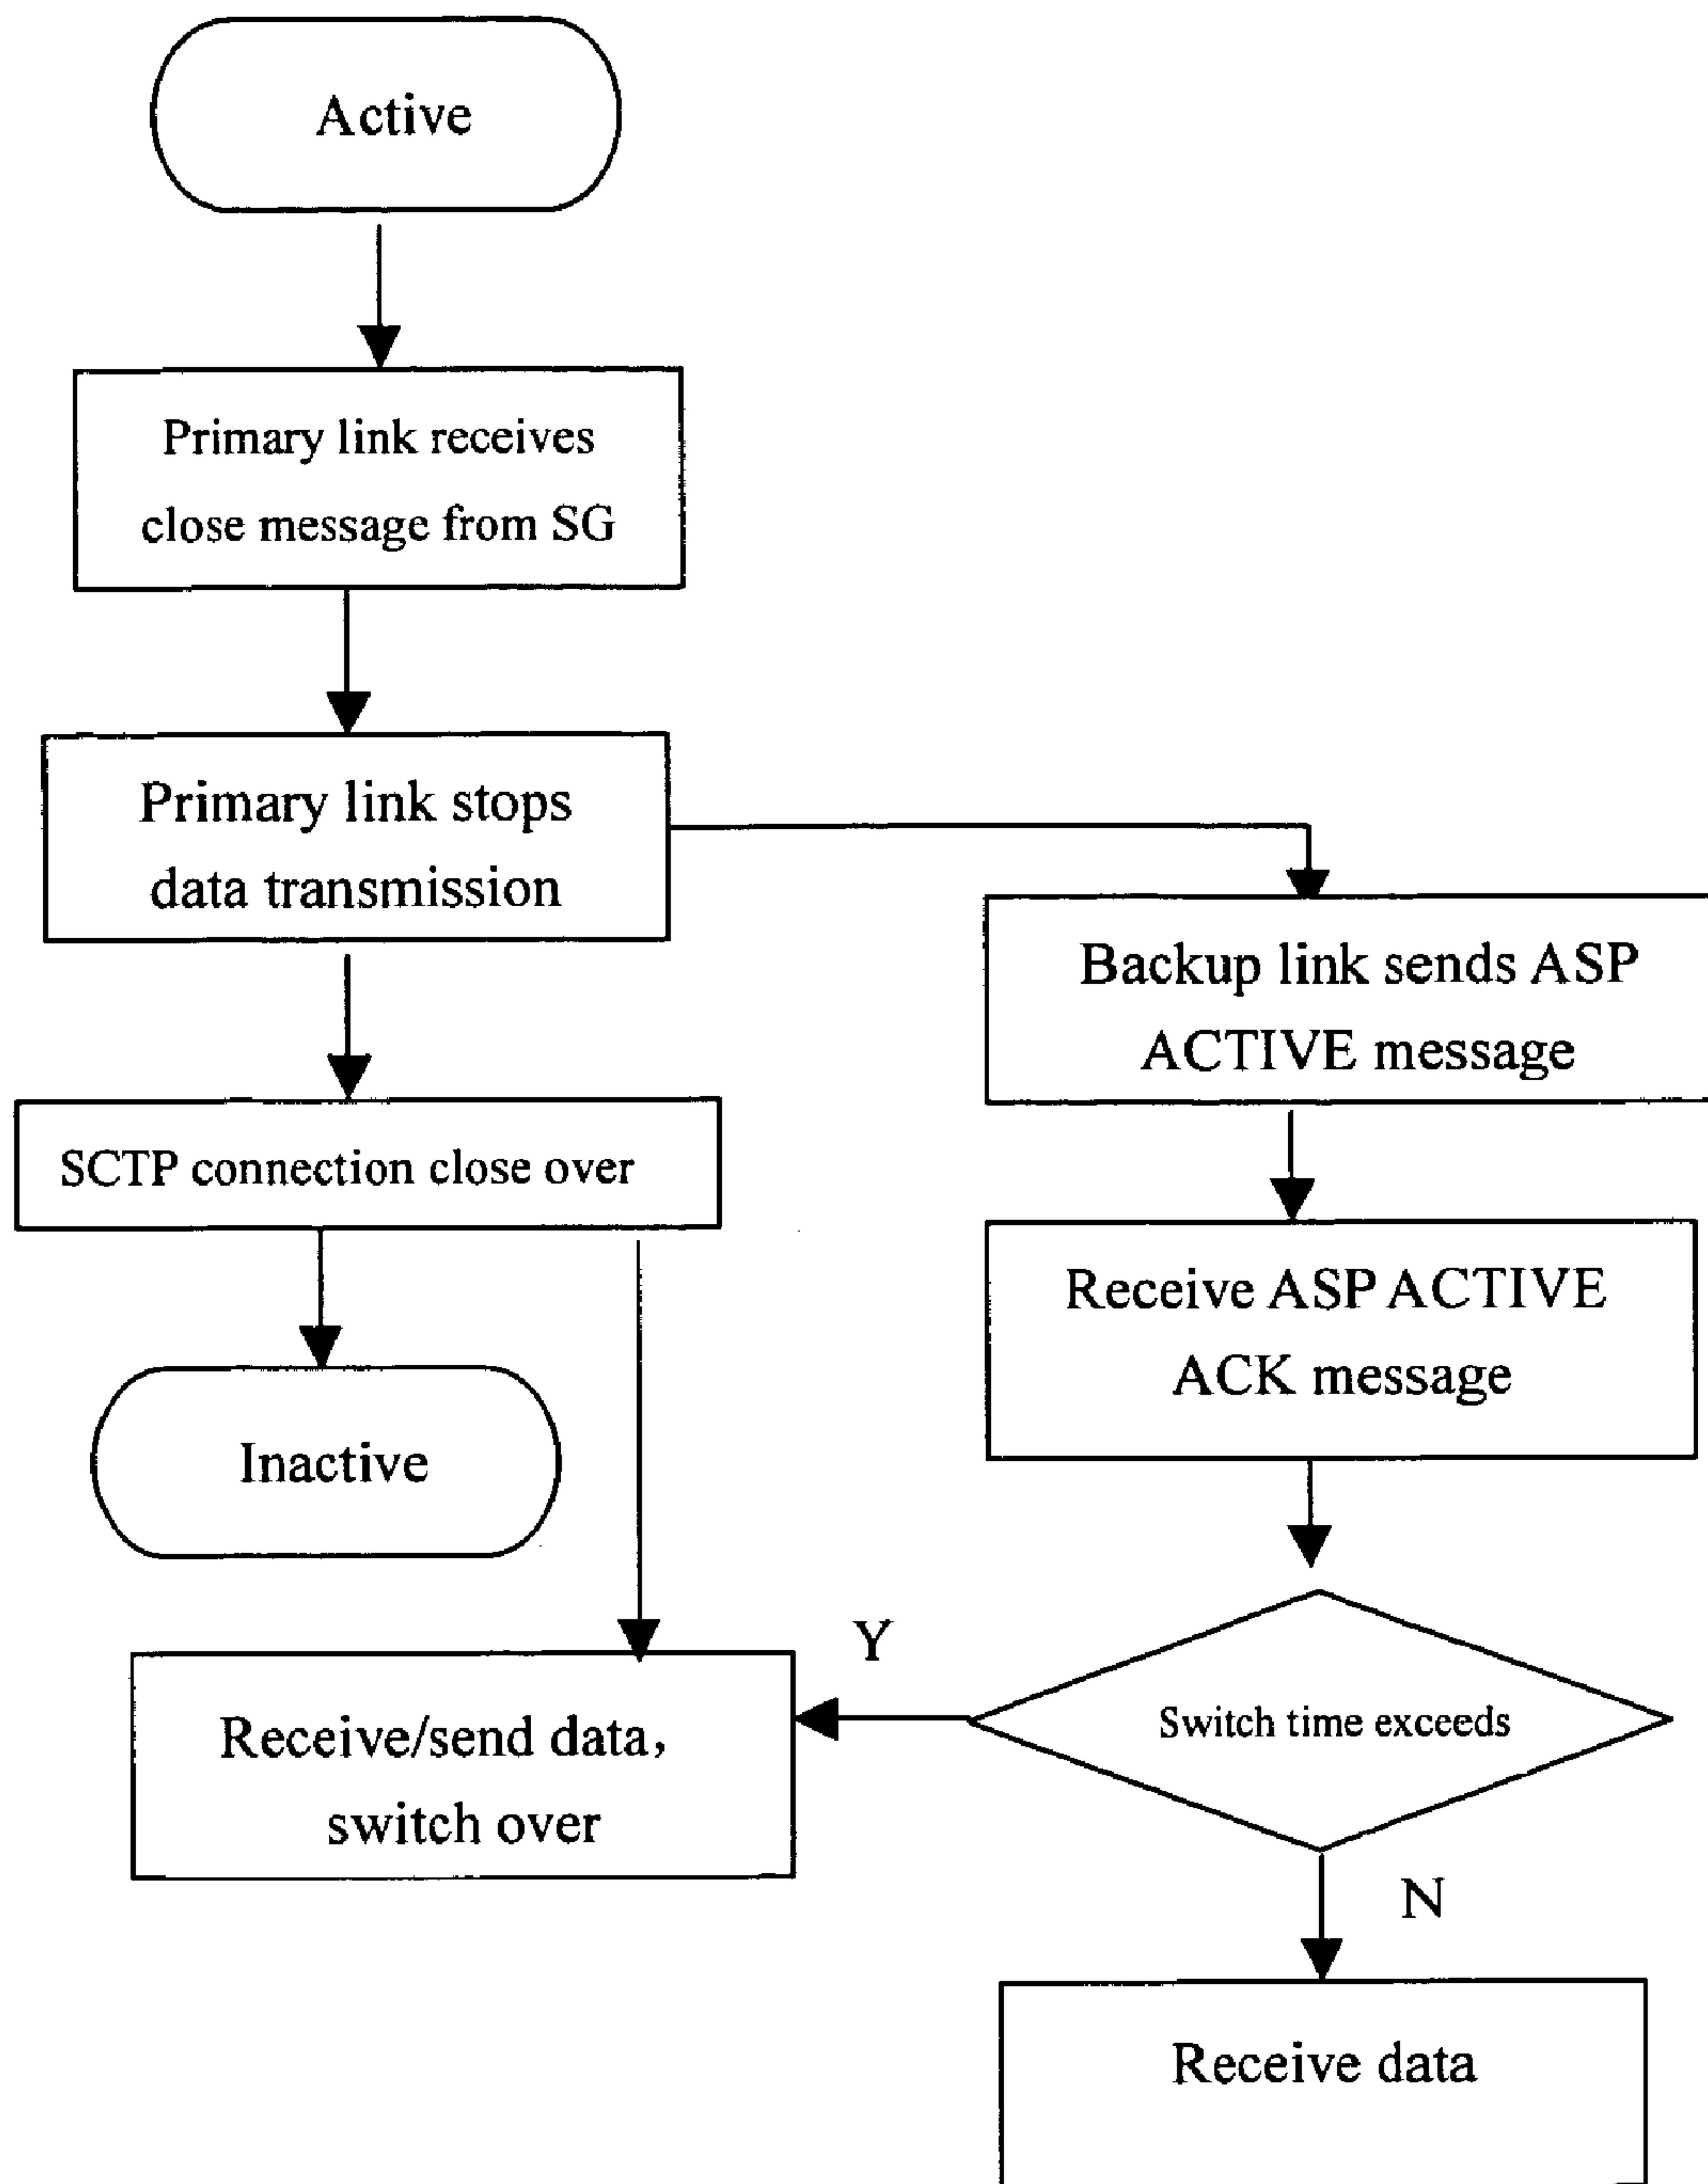 Active
Primary link receives
close message from SG
Primary link stops
data transmission
Backup link sends ASP
ACTIVE message
SCTP connection close over
Receive ASP ACTIVE
ACK message
Inactive
Y
Switch time exceeds
Receive/send data,
switch over
N
Receive data